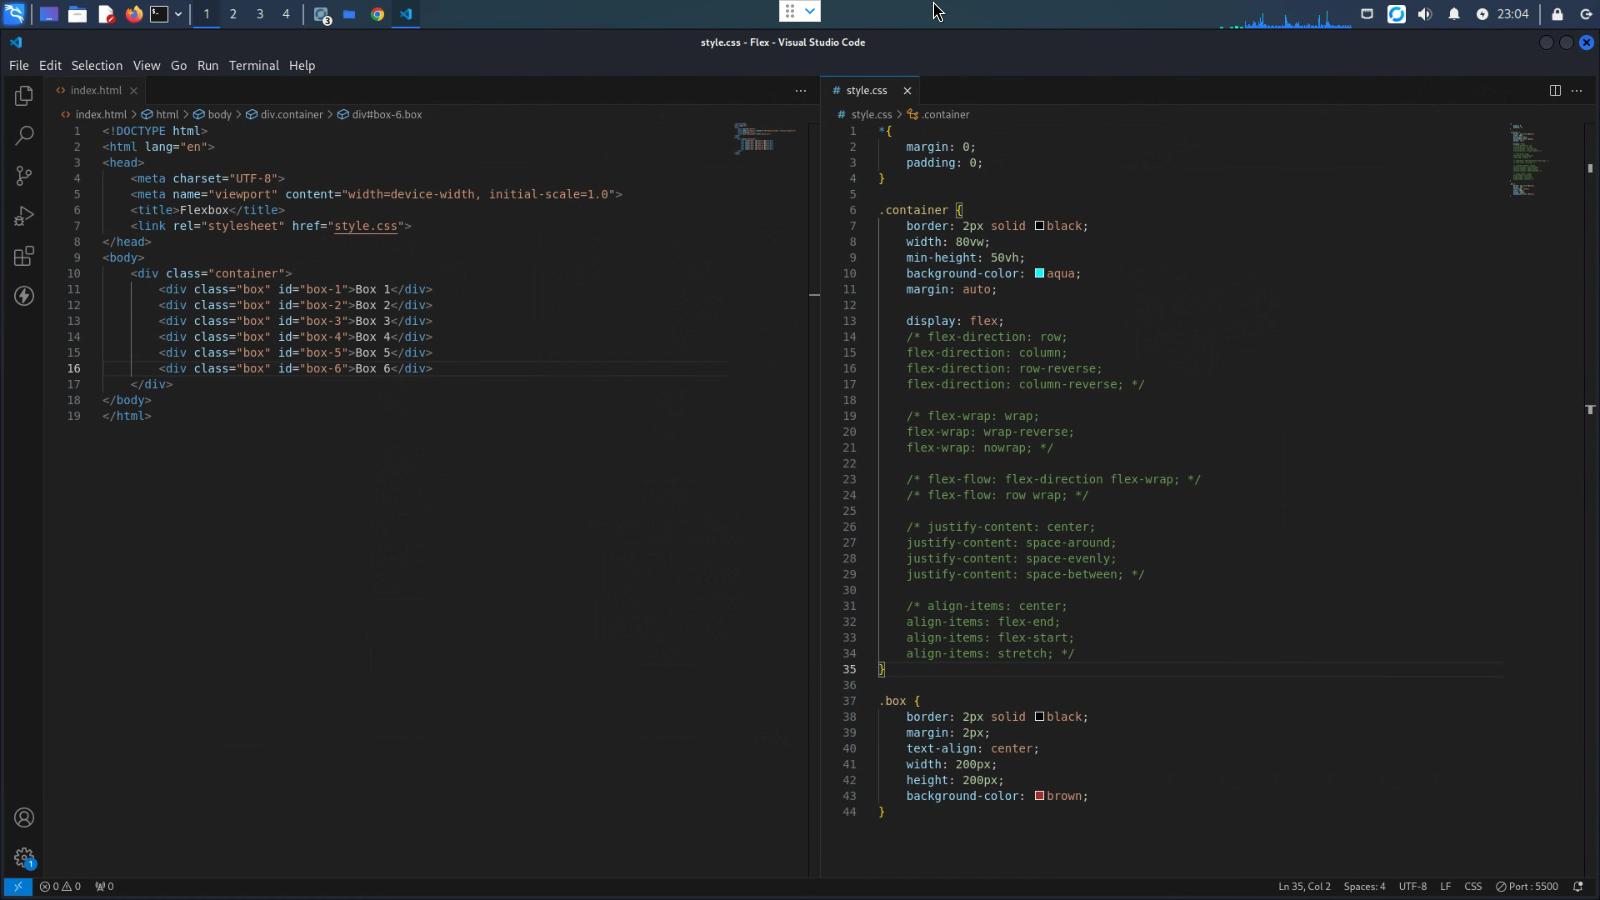 1
2
3
4
3
23:04
style.css - Flex - Visual Studio Code
File Edit Selection View Go Run Terminal Help
index.html
index.html > html > body > div.container > div#box-6.box
1 <!DOCTYPE html>
2 <html lang="en">
3 <head>
4 <meta charset="UTF-8">
5 <meta name="viewport" content="width=device-width, initial-scale=1.0">
6 <title>Flexbox</title>
7 <link rel="stylesheet" href="style.css">
8 </head>
9 <body>
10 <div class="container">
11 <div class="box" id="box-1">Box 1</div>
12 <div class="box" id="box-2">Box 2</div>
13 <div class="box" id="box-3">Box 3</div>
14 <div class="box" id="box-4">Box 4</div>
15 <div class="box" id="box-5">Box 5</div>
16 <div class="box" id="box-6">Box 6</div>
17 </div>
18 </body>
19 </html>
# style.css
# style.css > .container
1 *{
2 margin: 0;
3 padding: 0;
4 }
5
6 .container {
7 border: 2px solid black;
8 width: 80vw;
9 min-height: 50vh;
10 background-color: aqua;
11 margin: auto;
12
13 display: flex;
14 /* flex-direction: row;
15 flex-direction: column;
16 flex-direction: row-reverse;
17 flex-direction: column-reverse; */
18
19 /* flex-wrap: wrap;
20 flex-wrap: wrap-reverse;
21 flex-wrap: nowrap; */
22
23 /* flex-flow: flex-direction flex-wrap; */
24 /* flex-flow: row wrap; */
25
26 /* justify-content: center;
27 justify-content: space-around;
28 justify-content: space-evenly;
29 justify-content: space-between; */
30
31 /* align-items: center;
32 align-items: flex-end;
33 align-items: flex-start;
34 align-items: stretch; */
35 }
36
37 .box {
38 border: 2px solid black;
39 margin: 2px;
40 text-align: center;
41 width: 200px;
42 height: 200px;
43 background-color: brown;
44 }
1
0 0 0
Ln 35, Col 2 Spaces: 4 UTF-8 LF CSS Port : 5500